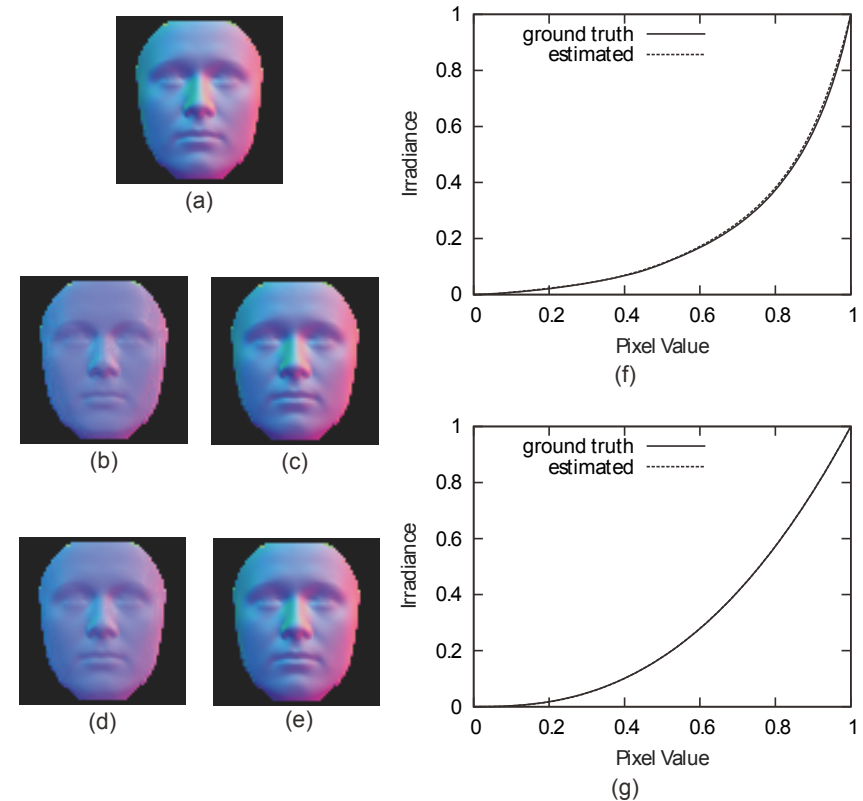 (a)
(b)
(c)
(d)
(e)
1
0.8
0.6
0.4
0.2
0
ground truth
estimated
Irradiance
0 0.2 0.4 0.6 0.8 1
Pixel Value
(f)
1
0.8
0.6
0.4
0.2
0
ground truth
estimated
Irradiance
0 0.2 0.4 0.6 0.8 1
Pixel Value
(g)